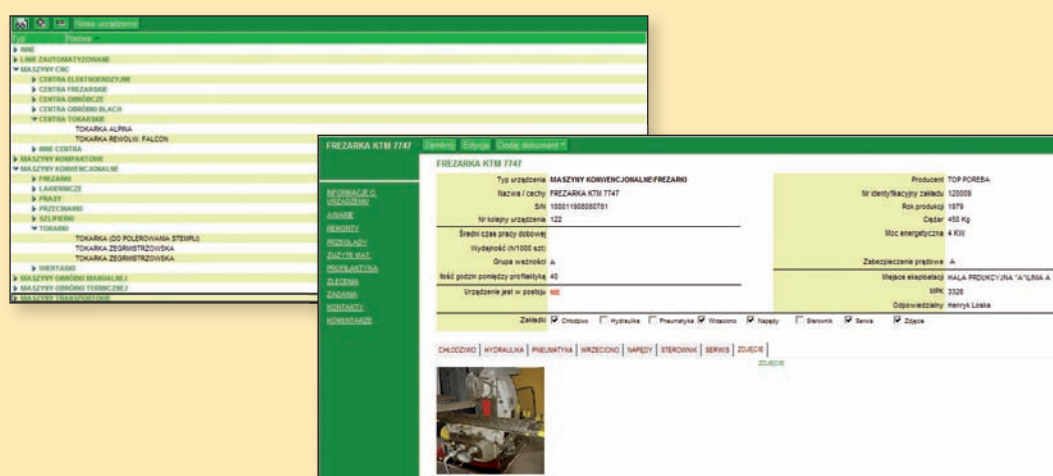 Nowe urządzenie
Typ Nazwa
INNE
LINIE ZAUTOMATYZOWANE
MASZYNY CNC
CENTRA ELEKTROEROZYJNE
CENTRA FREZARSKIE
CENTRA OBRÓBCZE
CENTRA OBRÓBKI BLACH
CENTRA TOKARSKIE
TOKARKA ALPINA
TOKARKA REWOLW. FALCON
INNE CENTRA
MASZYNY KOMPAKTOWE
MASZYNY KONWENCJONALNE
FREZARKI
LAKIERNICZE
PRASY
PRZECINARKI
SZLIFIERKI
TOKARKI
TOKARKA (DO POLEROWANIA STEMPLI)
TOKARKA ZEGRMISTRZOWSKA
TOKARKA ZEGRMISTRZOWSKA
WIERTARKI
MASZYNY OBRÓBKI MANUALNEJ
MASZYNY OBRÓBKI TERMICZNEJ
MASZYNY TRANSPORTOWE
FREZARKA KTM 7747 Zamknij Edycja Dodaj dokument
INFORMACJE O
URZĄDZENIU
AWARIE
REMONTY
PRZEGLĄDY
ZUŻYTE MAT.
PROFILAKTYKA
ZLECENIA
ZADANIA
KONTAKTY
KOMENTARZE
FREZARKA KTM 7747
Typ urządzenia MASZYNY KONWENCJONALNE\FREZARKI Producent TOP POREBA
Nazwa / cechy FREZARKA KTM 7747 Nr identyfikacyjny zakładu 120009
S/N 100011908080781 Rok produkcji 1979
Nr kolejny urządzenia 122 Ciężar 450 Kg
Średni czas pracy dobowej Moc energetyczna 4 KW
Wydajność (h/1000 szt)
Grupa ważności A Zabezpieczenie prądowe A
Ilość godzin pomiędzy profilaktyką 40 Miejsce eksploatacji HALA PRDUKCYJNA "A"\LINIA A
Urządzenie jest w postoju NIE MPK 3326
Odpowiedzialny Henryk Loska
Zakładki Chłodziwo Hydraulika Pneumatyka Wrzeciono Napędy Sterownik Serwis Zdjęcie
CHŁODZIWO HYDRAULIKA PNEUMATYKA WRZECIONO NAPĘDY STEROWNIK SERWIS ZDJĘCIE
ZDJĘCIE